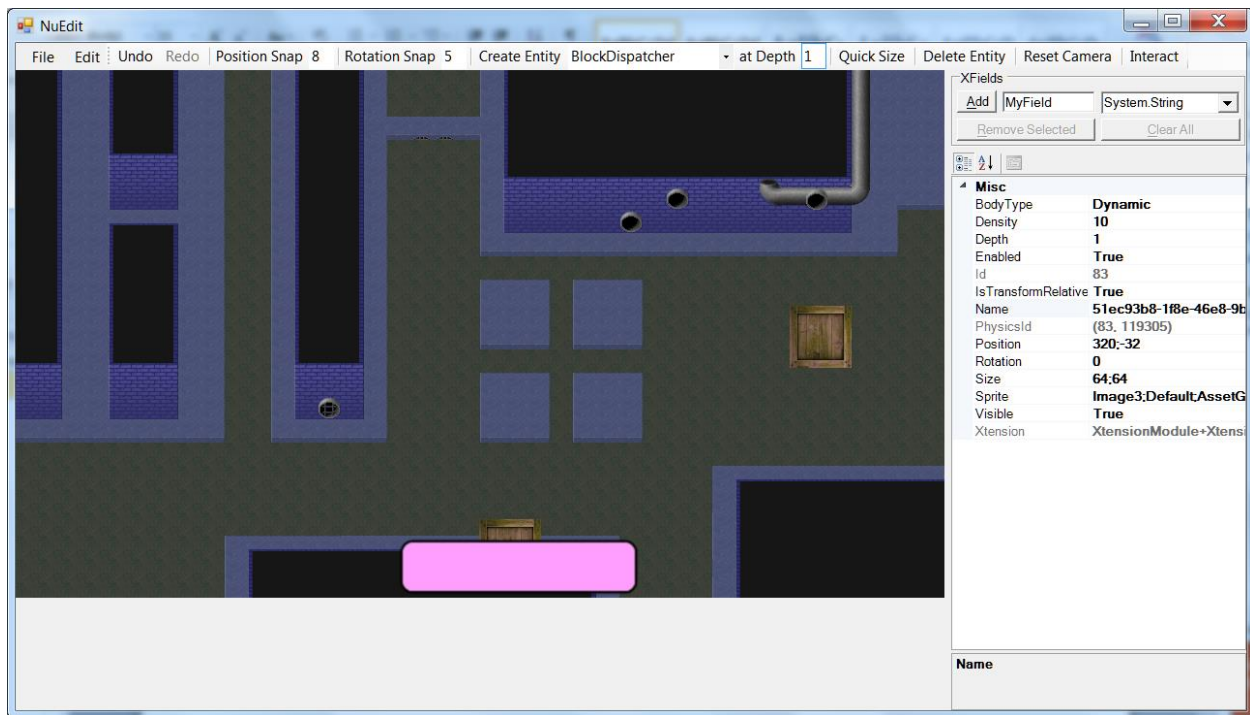 NuEdit
File Edit Undo Redo Position Snap 8 Rotation Snap 5 Create Entity BlockDispatcher at Depth 1 Quick Size Delete Entity Reset Camera Interact
XFields
Add MyField System.String
Remove Selected Clear All
Misc
BodyType Dynamic
Density 10
Depth 1
Enabled True
Id 83
IsTransformRelative True
Name 51ec93b8-1f8e-46e8-9b
PhysicsId (83, 119305)
Position 320;-32
Rotation 0
Size 64;64
Sprite Image3;Default;AssetG
Visible True
Xtension XtensionModule+Xtensi
Name